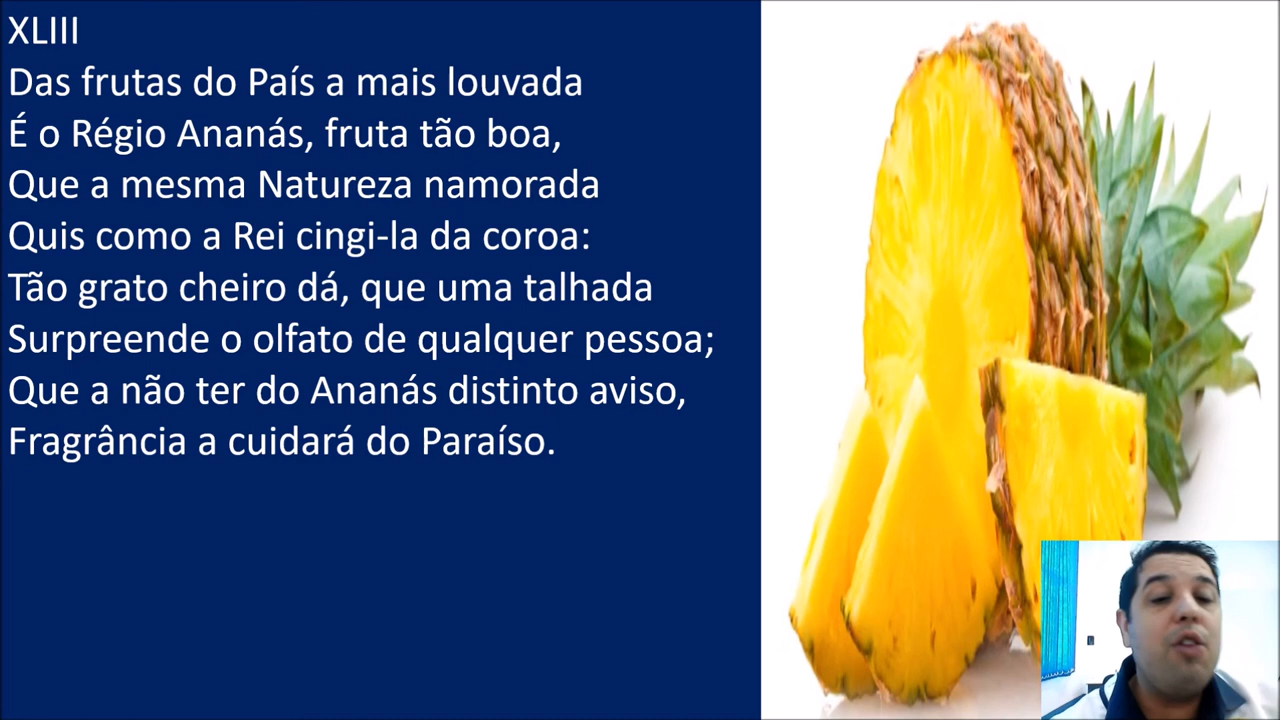 XLIII
Das frutas do País a mais louvada
É o Régio Ananás, fruta tão boa,
Que a mesma Natureza namorada
Quis como a Rei cingi-la da coroa:
Tão grato cheiro dá, que uma talhada
Surpreende o olfato de qualquer pessoa;
Que a não ter do Ananás distinto aviso,
Fragrância a cuidará do Paraíso.